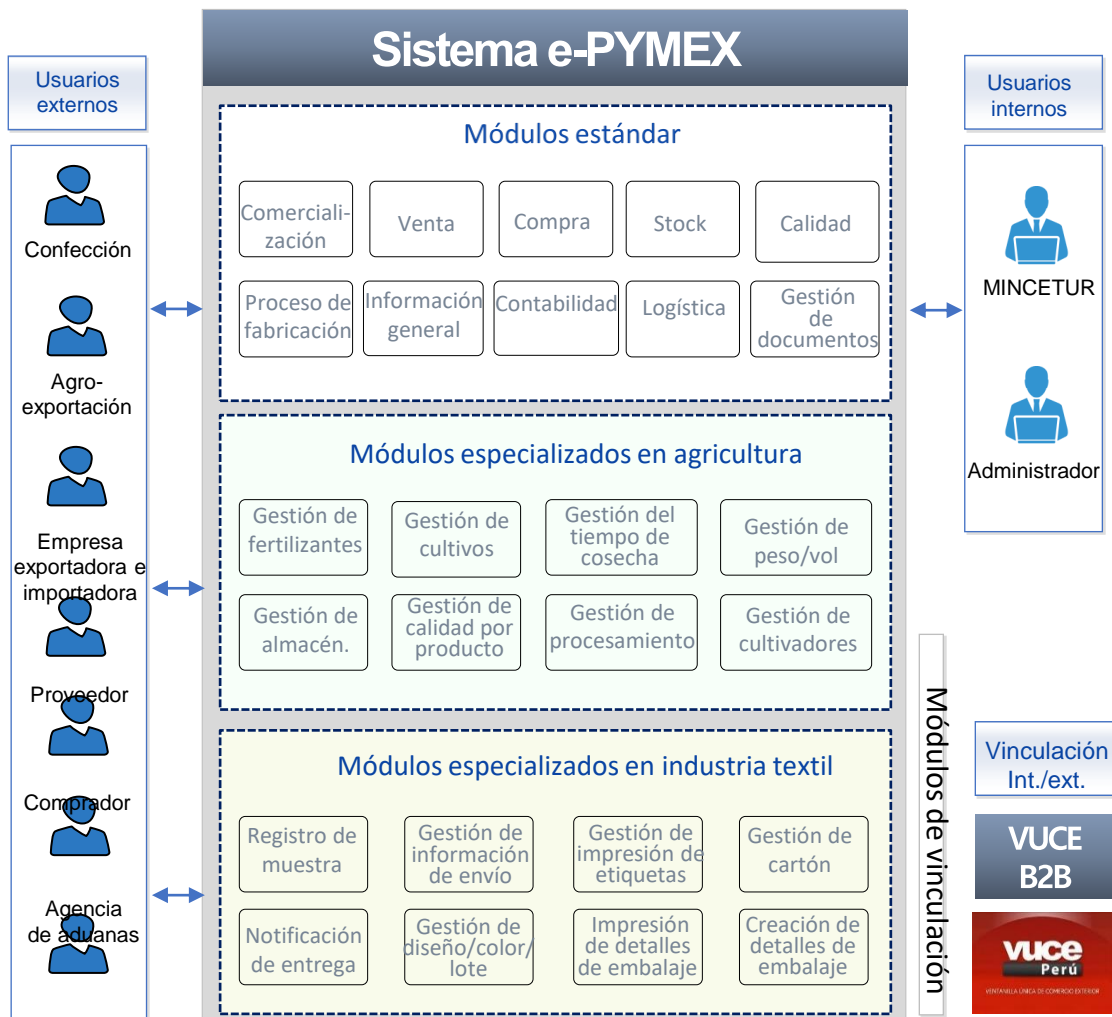 Sistema e-PYMEX
Usuarios
externos
Confección
Agro-
exportación
Empresa
exportadora e
importadora
Proveedor
Comprador
Agencia
de aduanas
Módulos estándar
Comerciali-
zación
Venta
Compra
Stock
Calidad
Proceso de
fabricación
Información
general
Contabilidad
Logística
Gestión
de
documentos
Módulos especializados en agricultura
Gestión de
fertilizantes
Gestión de
cultivos
Gestión del
tiempo de
cosecha
Gestión de
peso/vol
Gestión de
almacén.
Gestión de
calidad por
producto
Gestión de
procesamiento
Gestión de
cultivadores
Módulos especializados en industria textil
Registro de
muestra
Gestión de
información
de envío
Gestión de
impresión de
etiquetas
Gestión de
cartón
Notificación
de entrega
Gestión de
diseño/color/
lote
Impresión
de detalles
de embalaje
Creación de
detalles de
embalaje
Usuarios
internos
MINCETUR
Administrador
Módulos de vinculación
Vinculación
Int./ext.
VUCE
B2B
vuce
Perú
VENTANILLA ÚNICA DE COMERCIO EXTERIOR